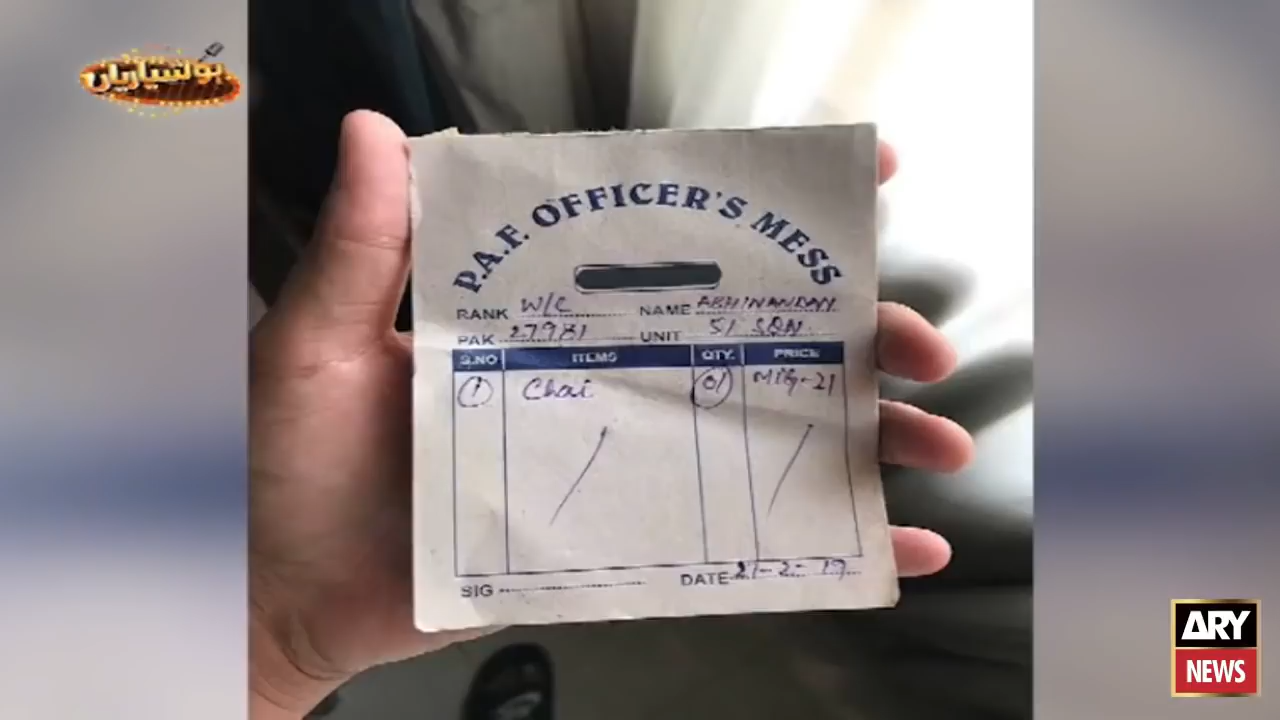 بولسیاریاں
P.A.F. OFFICER'S MESS
RANK W/C NAME ABHINANDAN
PAK 27981 UNIT 51 SQN
S.NO ITEMS QTY. PRICE
1 Chai 01 MIG-21
SIG DATE 27-2-19
ARY
NEWS